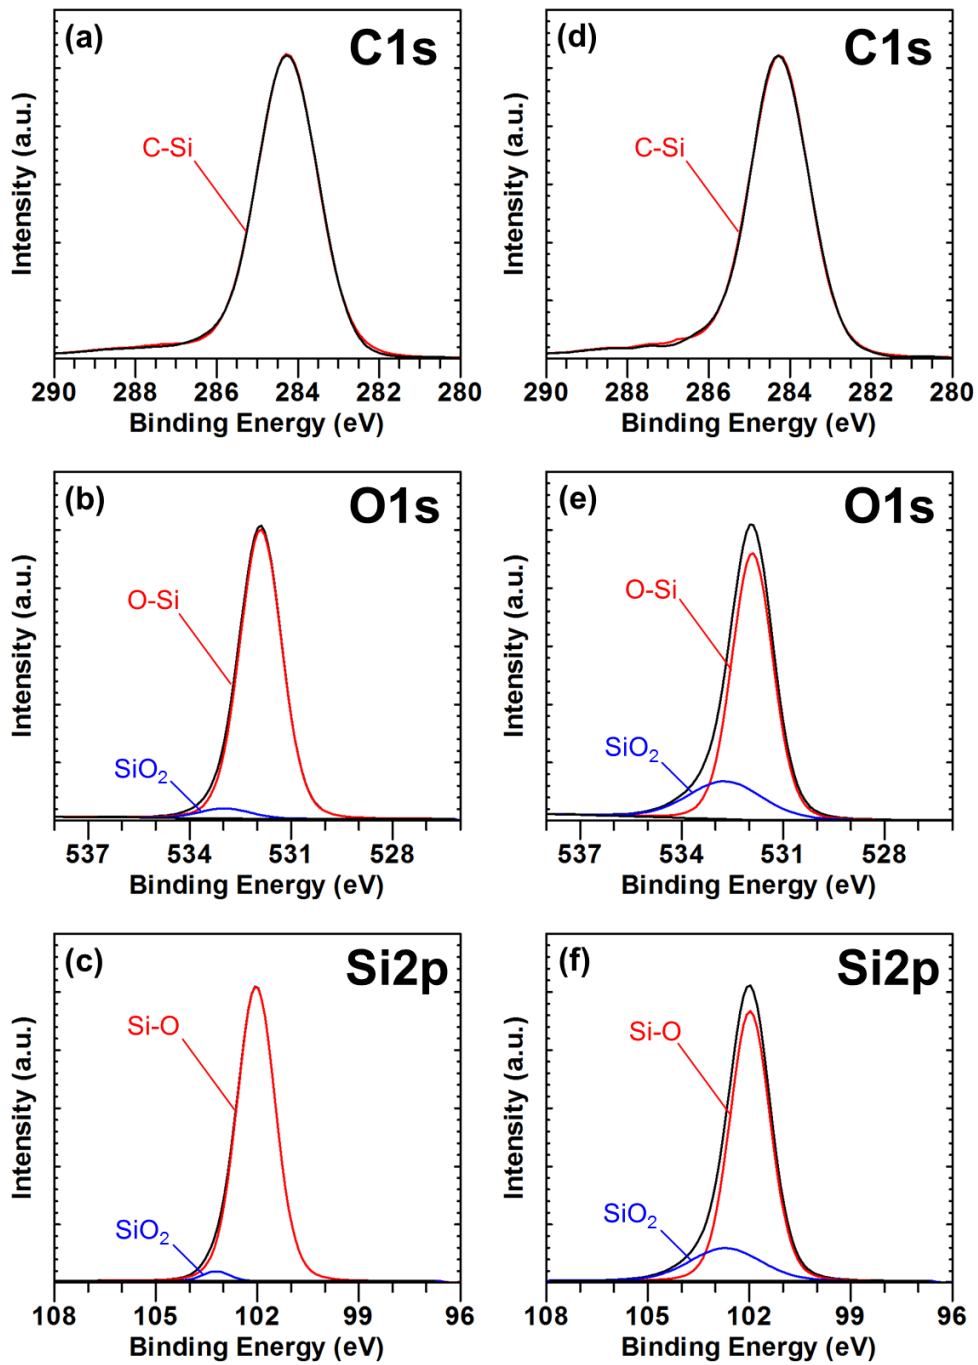 (a) C1s
C-Si
Intensity (a.u.)
290 288 286 284 282 280
Binding Energy (eV)
(d) C1s
C-Si
Intensity (a.u.)
290 288 286 284 282 280
Binding Energy (eV)
(b) O1s
O-Si
SiO₂
Intensity (a.u.)
537 534 531 528
Binding Energy (eV)
(e) O1s
O-Si
SiO₂
Intensity (a.u.)
537 534 531 528
Binding Energy (eV)
(c) Si2p
Si-O
SiO₂
Intensity (a.u.)
108 105 102 99 96
Binding Energy (eV)
(f) Si2p
Si-O
SiO₂
Intensity (a.u.)
108 105 102 99 96
Binding Energy (eV)